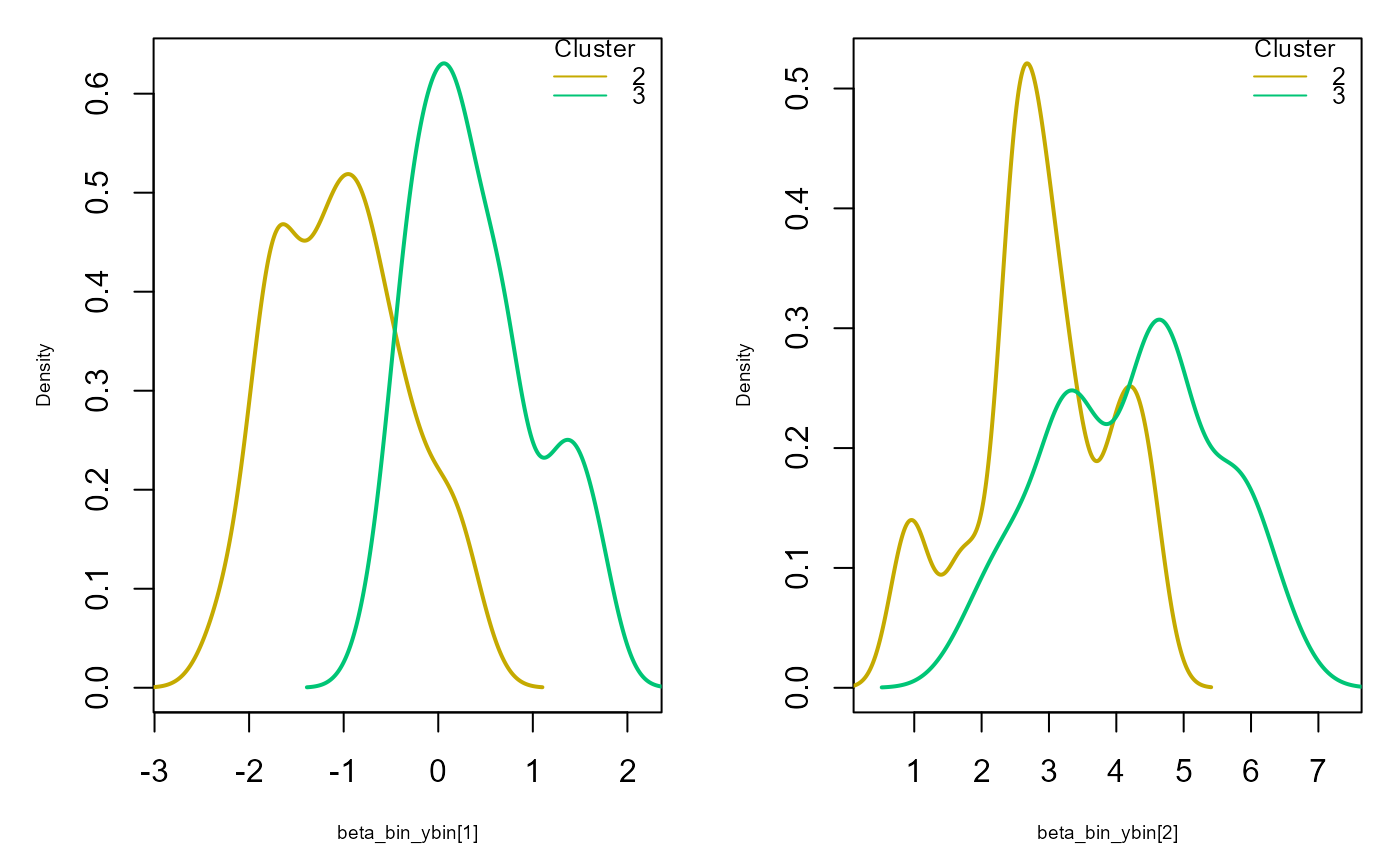 Cluster
2
3
Density
0.0 0.1 0.2 0.3 0.4 0.5 0.6
-3 -2 -1 0 1 2
beta_bin_ybin[1]
Cluster
2
3
Density
0.0 0.1 0.2 0.3 0.4 0.5
1 2 3 4 5 6 7
beta_bin_ybin[2]